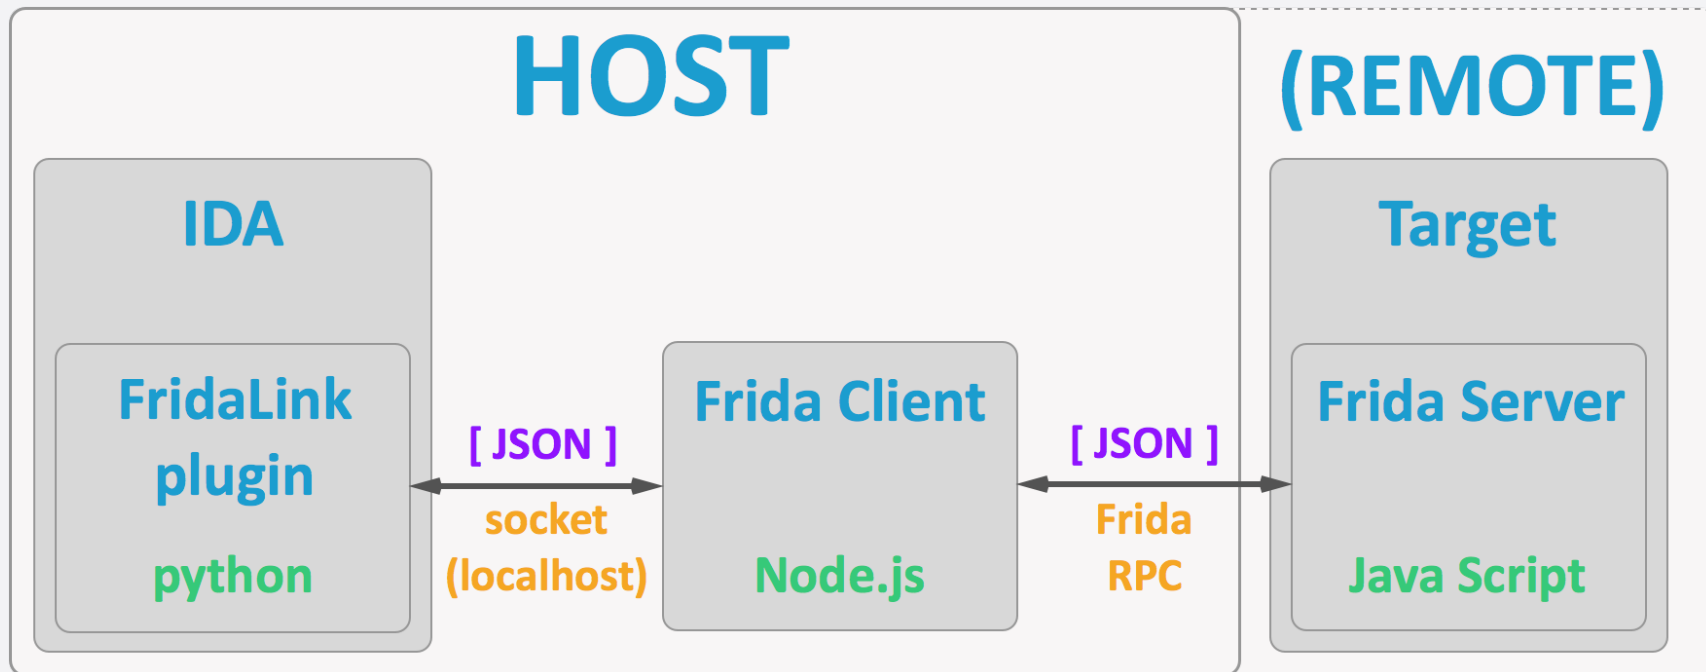 HOST
(REMOTE)
IDA
FridaLink
plugin
python
[ JSON ]
socket
(localhost)
Frida Client
Node.js
[ JSON ]
Frida
RPC
Target
Frida Server
Java Script